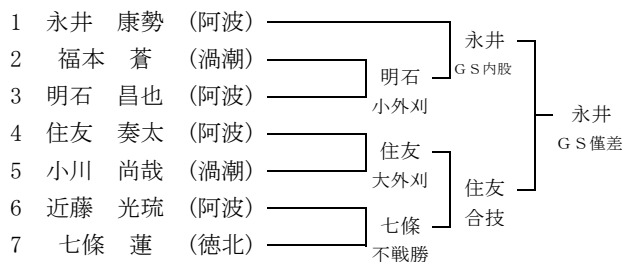 1 永井 康勢 (阿波)
2 福本 蒼 (渦潮)
3 明石 昌也 (阿波)
4 住友 奏太 (阿波)
5 小川 尚哉 (渦潮)
6 近藤 光琉 (阿波)
7 七條 蓮 (徳北)
明石
小外刈
住友
大外刈
七條
不戦勝
永井
ＧＳ内股
住友
合技
永井
ＧＳ僅差